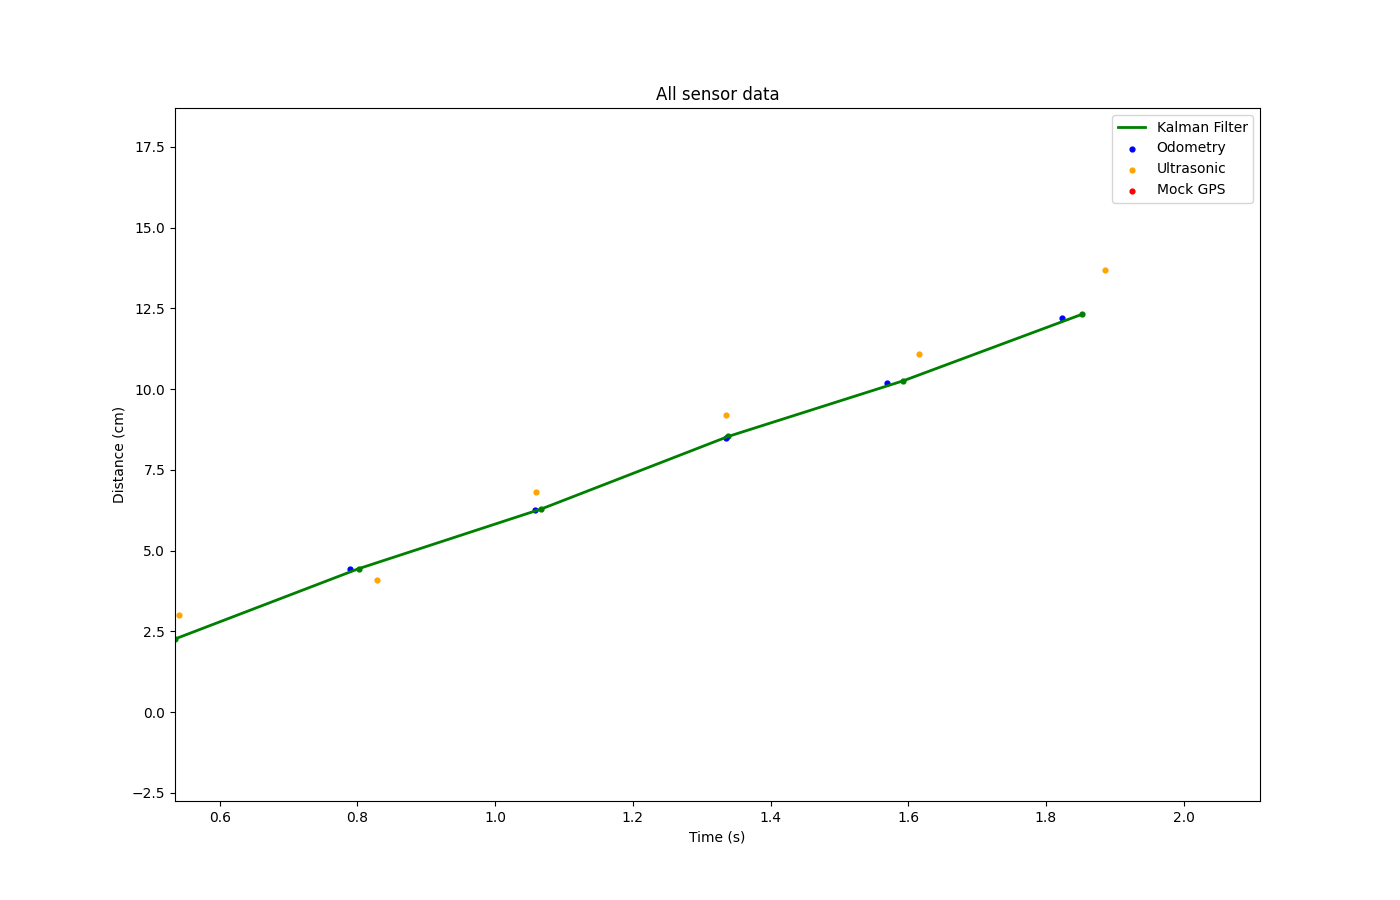 All sensor data
Kalman Filter
Odometry
Ultrasonic
Mock GPS
17.5
15.0
12.5
10.0
7.5
5.0
2.5
0.0
−2.5
Distance (cm)
0.6 0.8 1.0 1.2 1.4 1.6 1.8 2.0
Time (s)